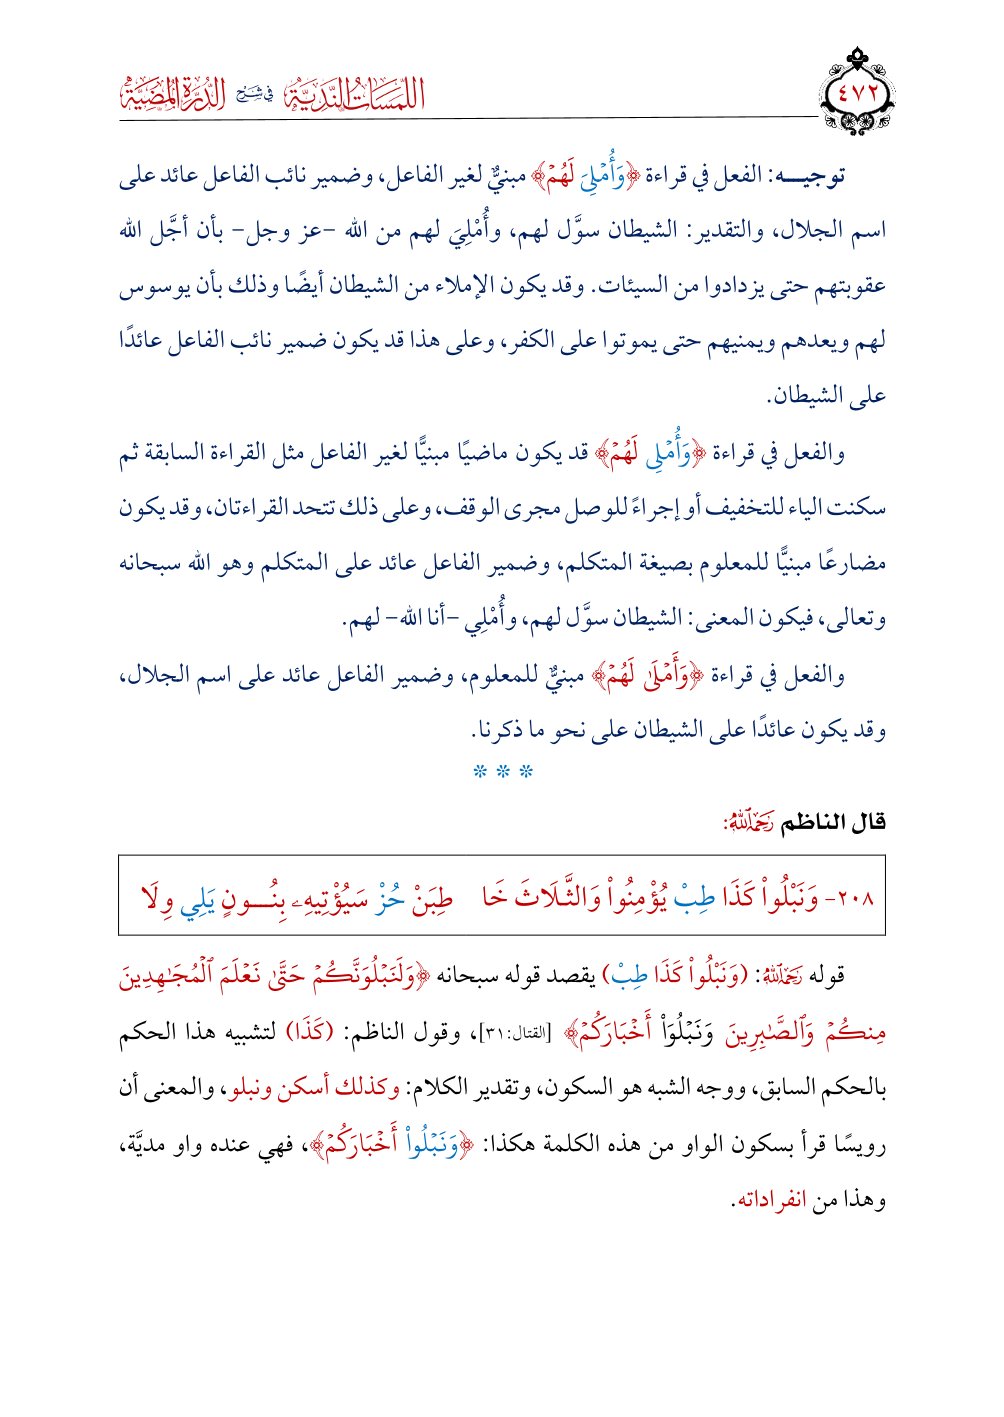 اللمسات الندية في شرح الدرة المضية
٤٧٢
توجيـــه: الفعل في قراءة ﴿وَأُمْلِيَ لَهُمْ﴾ مبنيٌّ لغير الفاعل، وضمير نائب الفاعل عائد على
اسم الجلال، والتقدير: الشيطان سوَّل لهم، وأُمْلِيَ لهم من الله -عز وجل- بأن أجَّل الله
عقوبتهم حتى يزدادوا من السيئات. وقد يكون الإملاء من الشيطان أيضًا وذلك بأن يوسوس
لهم ويعدهم ويمنيهم حتى يموتوا على الكفر، وعلى هذا قد يكون ضمير نائب الفاعل عائدًا
على الشيطان.
والفعل في قراءة ﴿وَأُمْلِى لَهُمْ﴾ قد يكون ماضيًا مبنيًّا لغير الفاعل مثل القراءة السابقة ثم
سكنت الياء للتخفيف أو إجراءً للوصل مجرى الوقف، وعلى ذلك تتحد القراءتان، وقد يكون
مضارعًا مبنيًّا للمعلوم بصيغة المتكلم، وضمير الفاعل عائد على المتكلم وهو الله سبحانه
وتعالى، فيكون المعنى: الشيطان سوَّل لهم، وأُمْلِي -أنا الله- لهم.
والفعل في قراءة ﴿وَأَمْلَىٰ لَهُمْ﴾ مبنيٌّ للمعلوم، وضمير الفاعل عائد على اسم الجلال،
وقد يكون عائدًا على الشيطان على نحو ما ذكرنا.
* * *
قال الناظم رَحِمَهُ ٱللَّهُ:
٢٠٨- وَنَبْلُواْ كَذَا طِبْ يُؤْمِنُواْ وَالثَّلَاثَ خَا طِبَنْ حُزْ سَيُؤْتِيهِۦ بِنُـــونٍ يَلِي وِلَا
قوله رَحِمَهُ ٱللَّهُ: (وَنَبْلُواْ كَذَا طِبْ) يقصد قوله سبحانه ﴿وَلَنَبْلُوَنَّكُمْ حَتَّىٰ نَعْلَمَ ٱلْمُجَـٰهِدِينَ
مِنكُمْ وَٱلصَّـٰبِرِينَ وَنَبْلُوَاْ أَخْبَارَكُمْ﴾ [القتال:٣١]، وقول الناظم: (كَذَا) لتشبيه هذا الحكم
بالحكم السابق، ووجه الشبه هو السكون، وتقدير الكلام: وكذلك أسكن ونبلو، والمعنى أن
رويسًا قرأ بسكون الواو من هذه الكلمة هكذا: ﴿وَنَبْلُواْ أَخْبَارَكُمْ﴾، فهي عنده واو مديَّة،
وهذا من انفراداته.